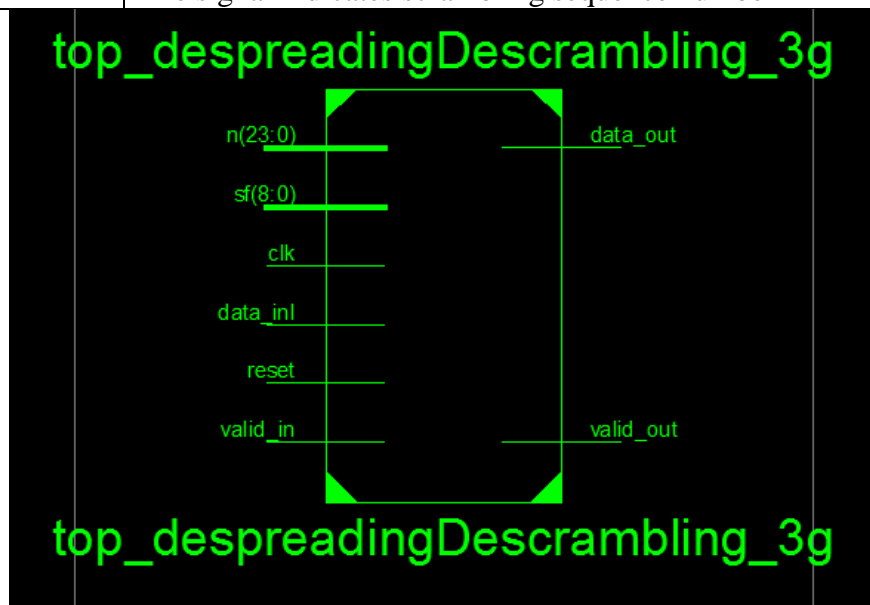 top_despreadingDescrambling_3g
n(23:0)
data_out
sf(8:0)
clk
data_inI
reset
valid_in
valid_out
top_despreadingDescrambling_3g